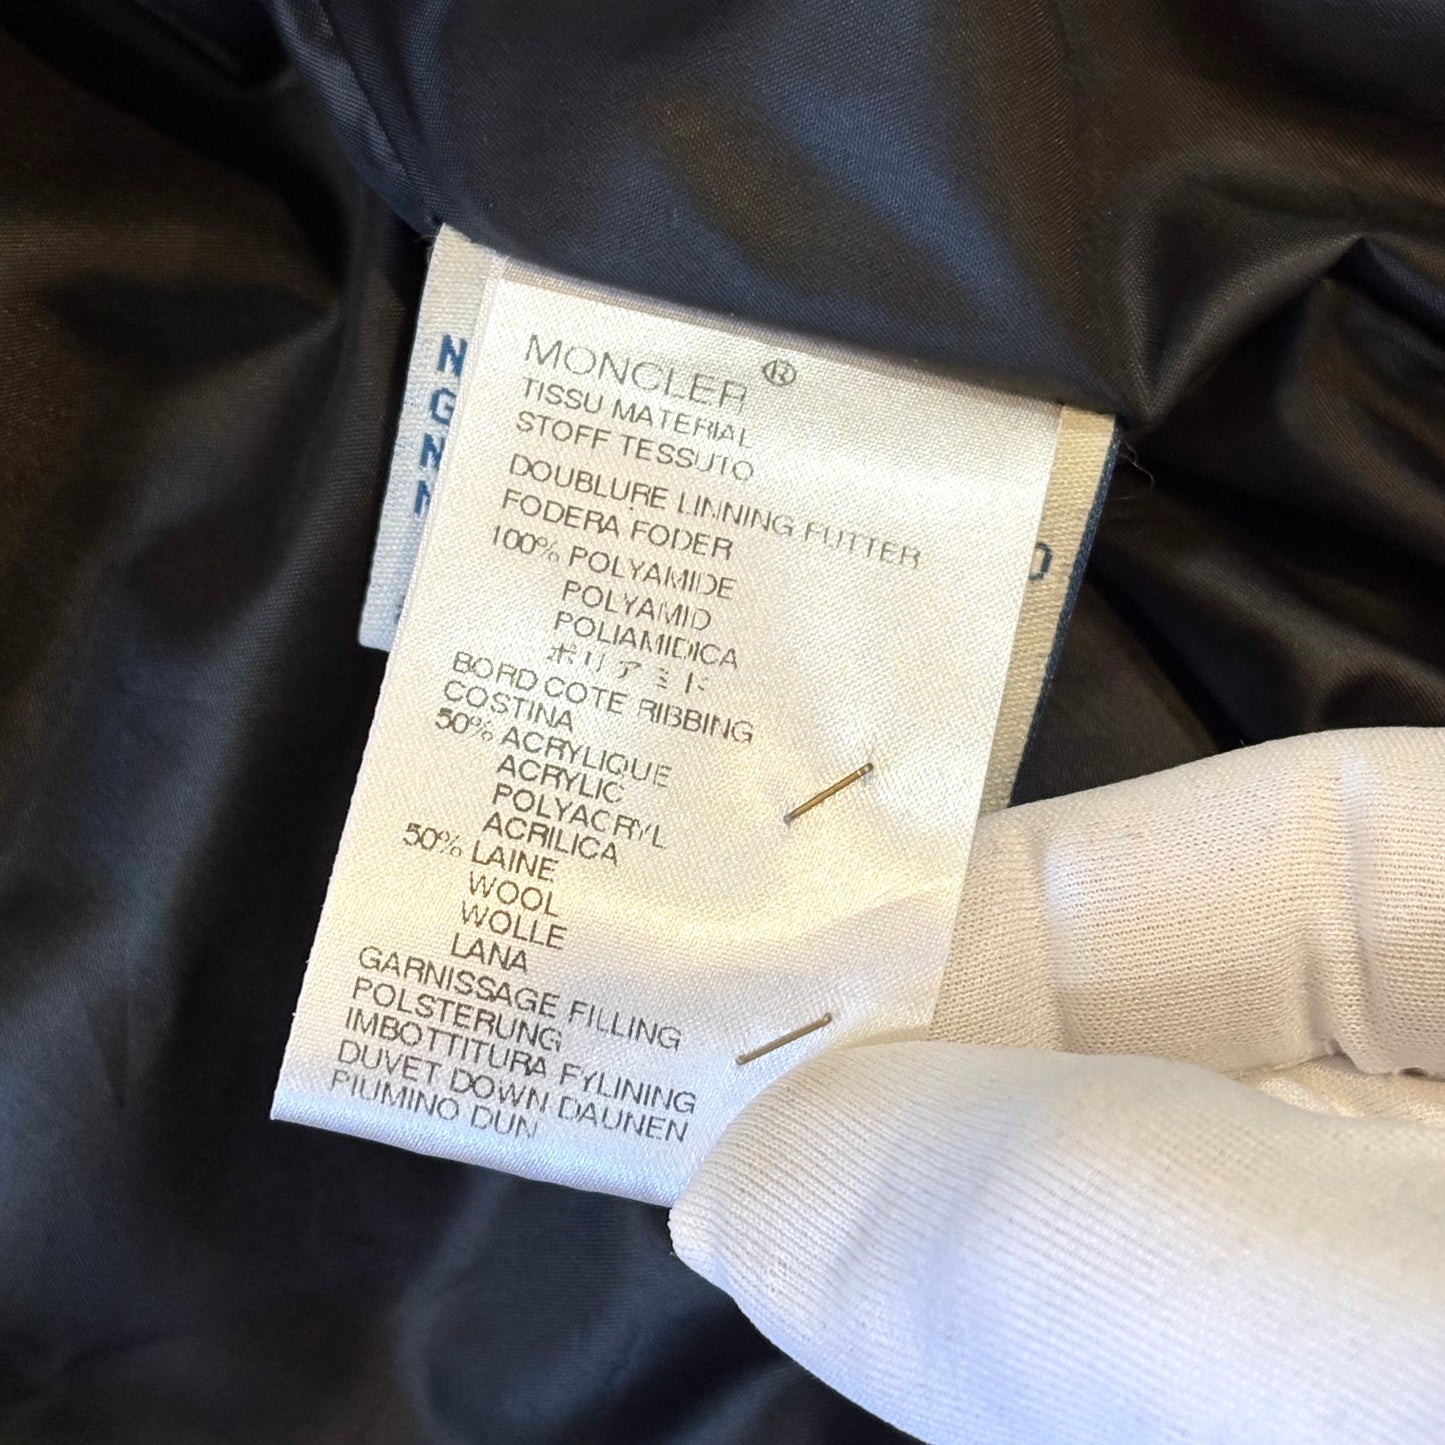 MONCLER®
TISSU MATERIAL
STOFF TESSUTO
DOUBLURE LINNING FUTTER
FODERA FODER
100% POLYAMIDE
POLYAMID
POLIAMIDICA
ポリアミド
BORD COTE RIBBING
COSTINA
50% ACRYLIQUE
ACRYLIC
POLYACRYL
ACRILICA
50% LAINE
WOOL
WOLLE
LANA
GARNISSAGE FILLING
POLSTERUNG
IMBOTTITURA FYLINING
DUVET DOWN DAUNEN
PIUMINO DUN